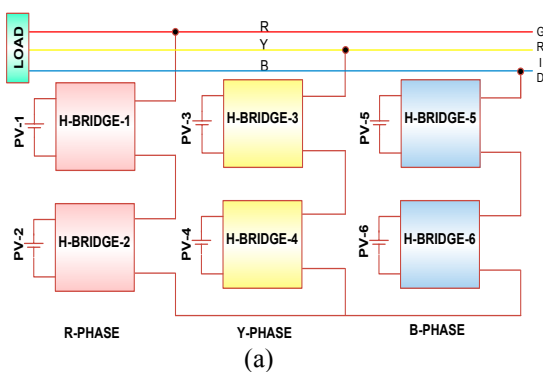 LOAD
R
Y
B
G
R
I
D
PV-1
H-BRIDGE-1
PV-3
H-BRIDGE-3
PV-5
H-BRIDGE-5
PV-2
H-BRIDGE-2
PV-4
H-BRIDGE-4
PV-6
H-BRIDGE-6
R-PHASE
Y-PHASE
B-PHASE
(a)